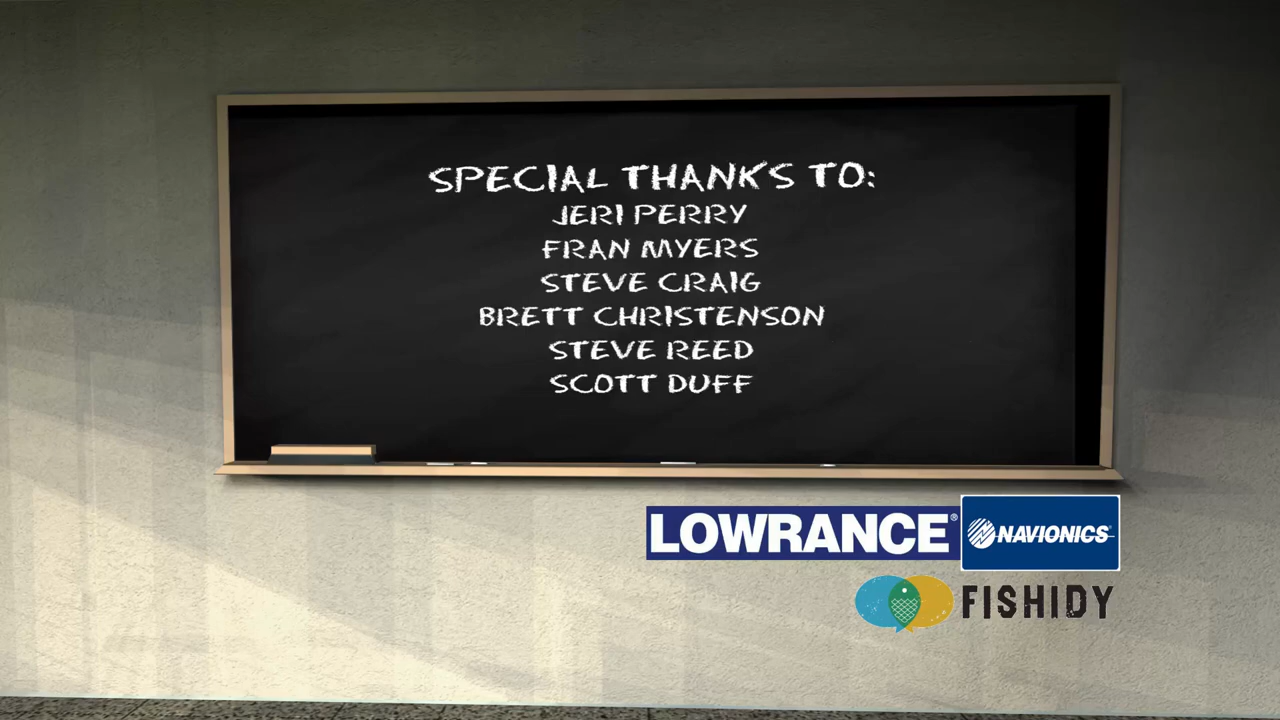 SPECIAL THANKS TO:
JERI PERRY
FRAN MYERS
STEVE CRAIG
BRETT CHRISTENSON
STEVE REED
SCOTT DUFF
LOWRANCE®
NAVIONICS®
FISHIDY